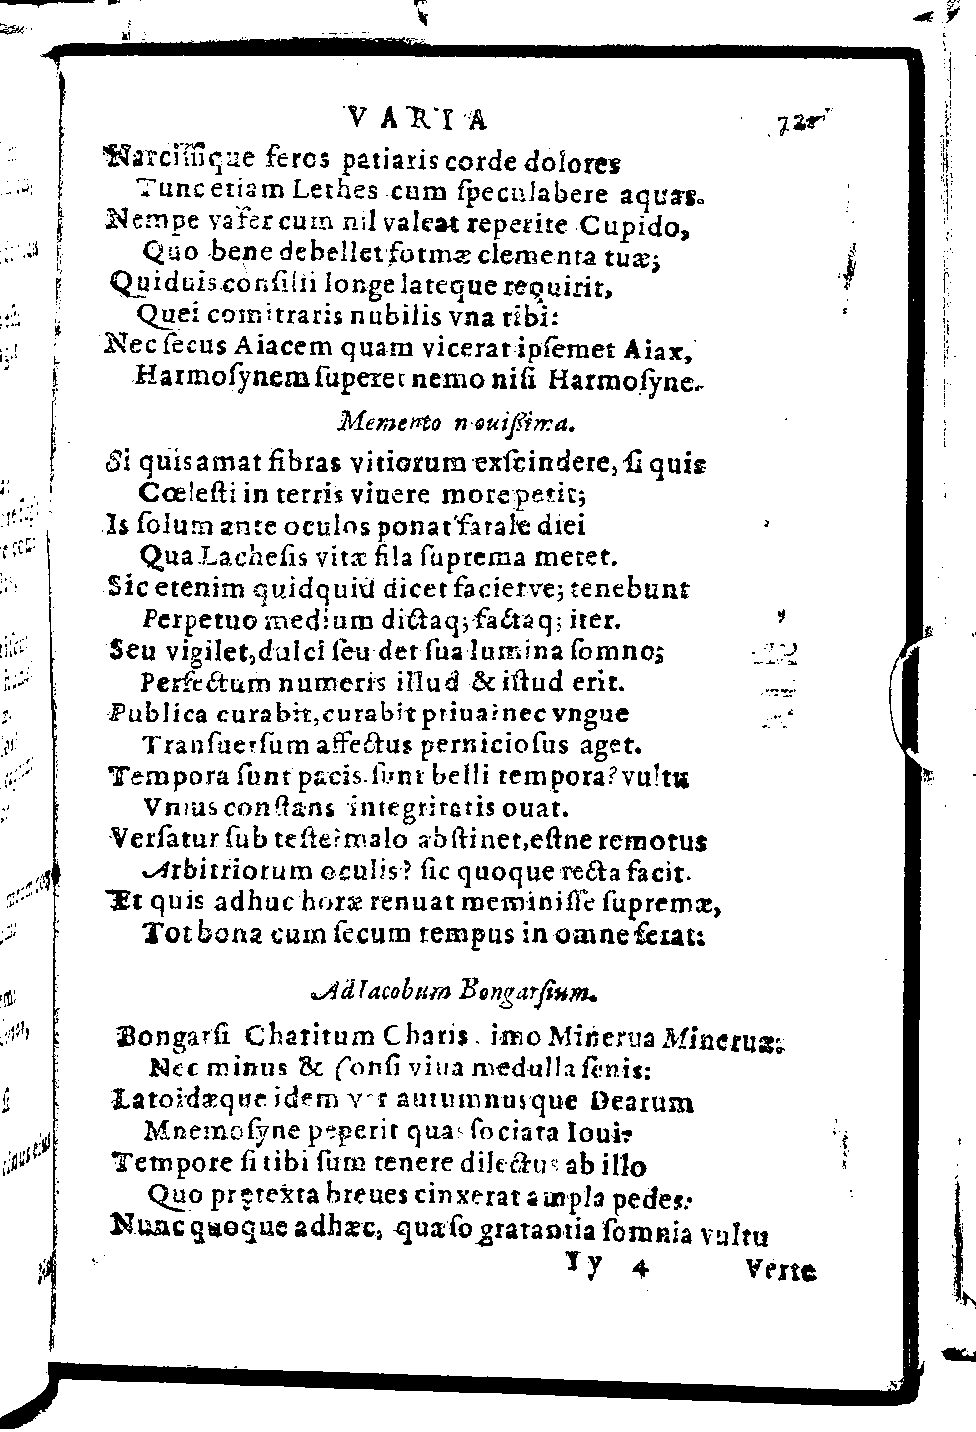 VARIA
Narcissique feros patiaris corde dolores
Tunc etiam Lethes cum speculabere aquas.
Nempe vafer cum nil valeat reperire Cupido,
Quo bene debellet formæ clementa tuæ;
Quiduis consilii longe lateque requirit,
Quei comitraris nubilis vna tibi:
Nec secus Aiacem quam vicerat ipsemet Aiax,
Harmosynem superet nemo nisi Harmosyne.
Memento nouissima.
Si quis amat fibras vitiorum exscindere, si quis
Cœlesti in terris viuere more petit;
Is solum ante oculos ponat fatale diei
Qua Lachesis vitæ fila suprema metet.
Sic etenim quidquid dicet facietve; tenebunt
Perpetuo medium dictaq; factaq; iter.
Seu vigilet, dulci seu det sua lumina somno;
Perfectum numeris illud & istud erit.
Publica curabit, curabit priua? nec vngue
Transuersum affectus perniciosus aget.
Tempora sunt pacis. sunt belli tempora? vultu
Vnius constans integritatis ouat.
Versatur sub teste? malo abstinet, estne remotus
Arbitriorum oculis? sic quoque recta facit.
Et quis adhuc horæ renuat meminisse supremæ,
Tot bona cum secum tempus in omne ferat:
Ad Iacobum Bongarsium.
Bongarsi Charitum Charis. imo Minerua Mineruæ:
Nec minus & Consi viua medulla senis:
Latoidæque idem ver autumnusque Dearum
Mnemosyne peperit quas sociata Ioui?
Tempore si tibi sum tenere dilectus ab illo
Quo prętexta breues cinxerat ampla pedes:
Nunc quoque adhæc, quæso gratantia somnia vultu
Yy 4 Verte